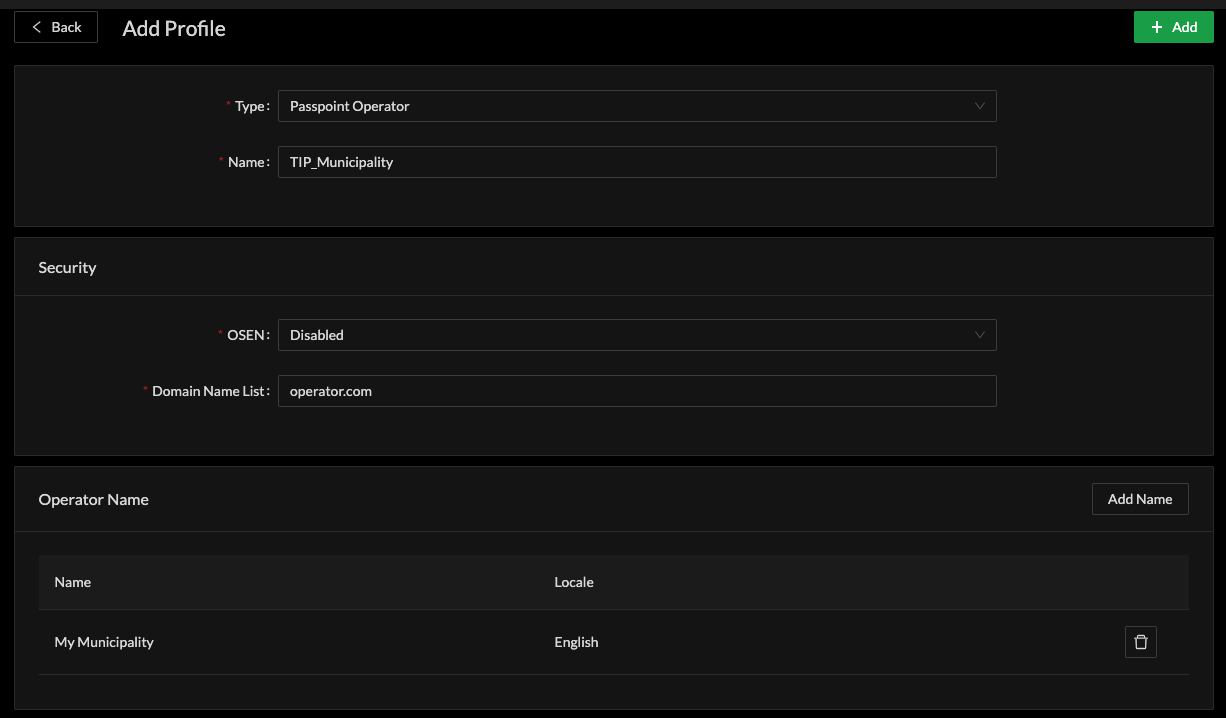 Back
Add Profile
+ Add
* Type: Passpoint Operator
* Name: TIP_Municipality
Security
* OSEN: Disabled
* Domain Name List: operator.com
Operator Name
Add Name
Name Locale
My Municipality English